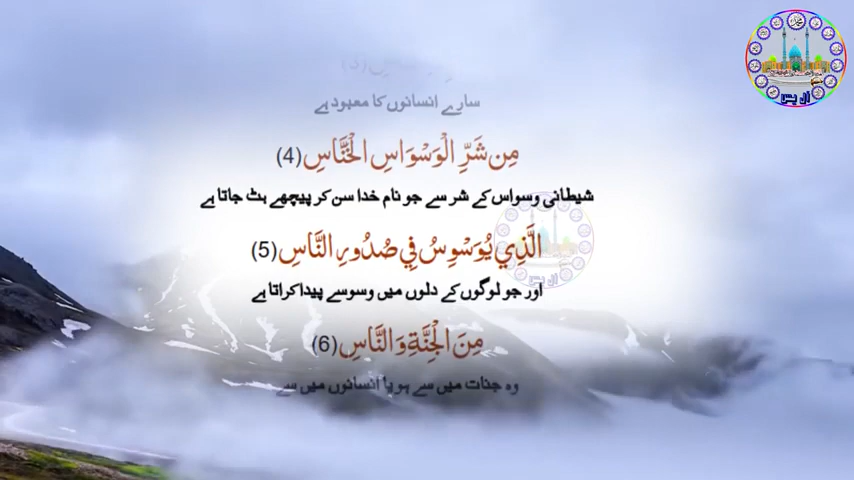 سارے انسانوں کا معبود ہے
مِن شَرِّ الْوَسْوَاسِ الْخَنَّاسِ (4)
شیطانی وسواس کے شر سے جو نام خدا سن کر پیچھے ہٹ جاتا ہے
الَّذِي يُوَسْوِسُ فِي صُدُورِ النَّاسِ (5)
اور جو لوگوں کے دلوں میں وسوسے پیدا کراتا ہے
مِنَ الْجِنَّةِ وَالنَّاسِ (6)
وہ جنات میں سے ہو یا انسانوں میں سے
آل یس